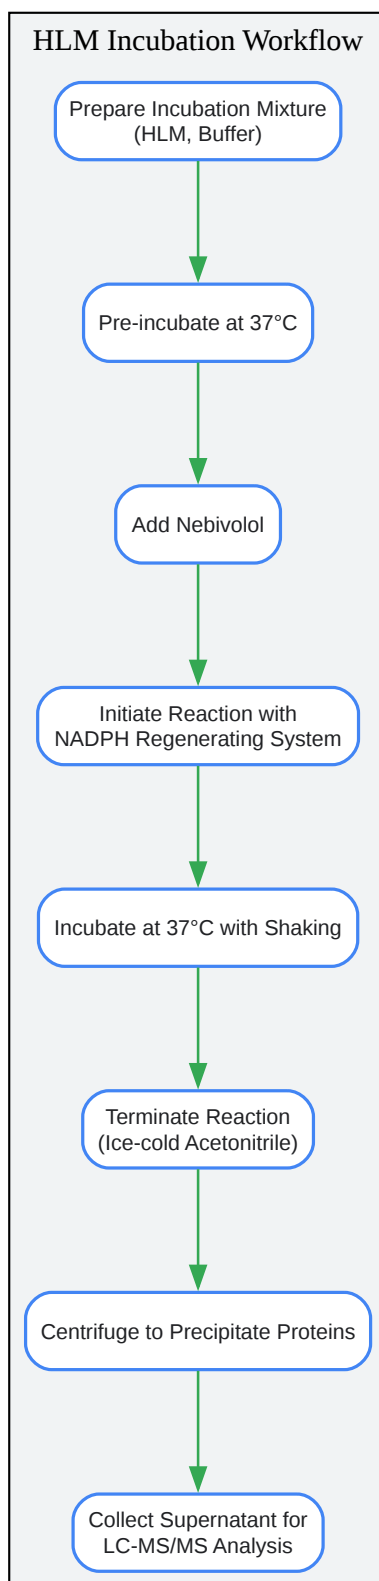 HLM Incubation Workflow
Prepare Incubation Mixture
(HLM, Buffer)
Pre-incubate at 37°C
Add Nebivolol
Initiate Reaction with
NADPH Regenerating System
Incubate at 37°C with Shaking
Terminate Reaction
(Ice-cold Acetonitrile)
Centrifuge to Precipitate Proteins
Collect Supernatant for
LC-MS/MS Analysis